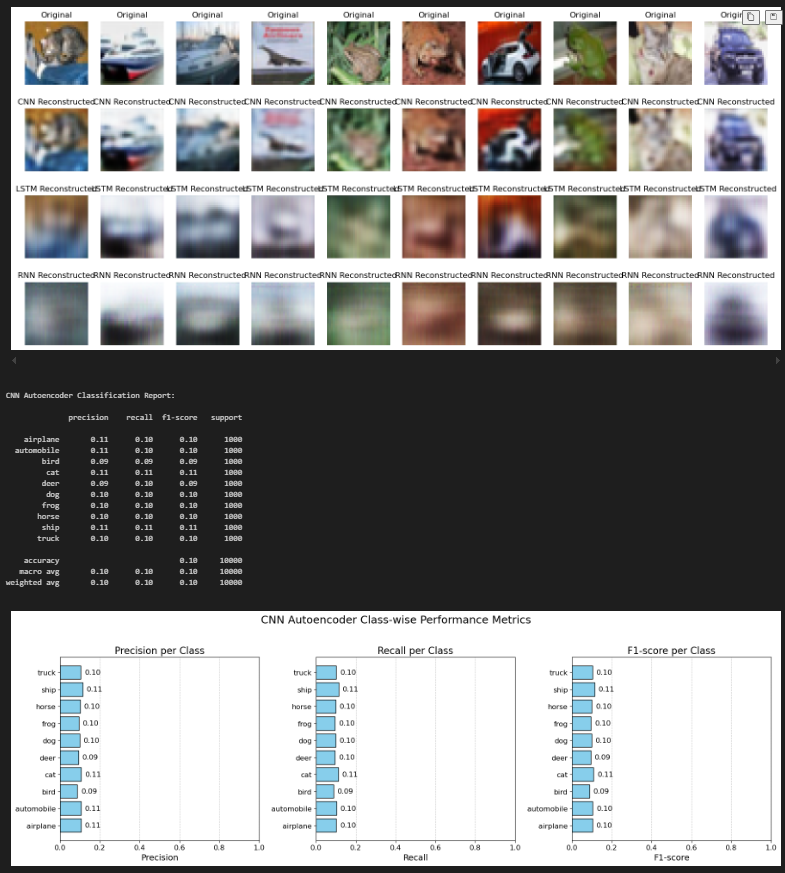 Original Original Original Original Original Original Original Original Original Origin
CNN Reconstructed CNN Reconstructed CNN Reconstructed CNN Reconstructed CNN Reconstructed CNN Reconstructed CNN Reconstructed CNN Reconstructed CNN Reconstructed CNN Reconstructed
LSTM Reconstructed LSTM Reconstructed LSTM Reconstructed LSTM Reconstructed LSTM Reconstructed LSTM Reconstructed LSTM Reconstructed LSTM Reconstructed LSTM Reconstructed LSTM Reconstructed
RNN Reconstructed RNN Reconstructed RNN Reconstructed RNN Reconstructed RNN Reconstructed RNN Reconstructed RNN Reconstructed RNN Reconstructed RNN Reconstructed RNN Reconstructed
CNN Autoencoder Classification Report:
precision recall f1-score support
airplane 0.11 0.10 0.10 1000
automobile 0.11 0.10 0.10 1000
bird 0.09 0.09 0.09 1000
cat 0.11 0.11 0.11 1000
deer 0.09 0.10 0.09 1000
dog 0.10 0.10 0.10 1000
frog 0.10 0.10 0.10 1000
horse 0.10 0.10 0.10 1000
ship 0.11 0.11 0.11 1000
truck 0.10 0.10 0.10 1000
accuracy 0.10 10000
macro avg 0.10 0.10 0.10 10000
weighted avg 0.10 0.10 0.10 10000
CNN Autoencoder Class-wise Performance Metrics
Precision per Class
truck 0.10
ship 0.11
horse 0.10
frog 0.10
dog 0.10
deer 0.09
cat 0.11
bird 0.09
automobile 0.11
airplane 0.11
0.0 0.2 0.4 0.6 0.8 1.0
Precision
Recall per Class
truck 0.10
ship 0.11
horse 0.10
frog 0.10
dog 0.10
deer 0.10
cat 0.11
bird 0.09
automobile 0.10
airplane 0.10
0.0 0.2 0.4 0.6 0.8 1.0
Recall
F1-score per Class
truck 0.10
ship 0.11
horse 0.10
frog 0.10
dog 0.10
deer 0.09
cat 0.11
bird 0.09
automobile 0.10
airplane 0.10
0.0 0.2 0.4 0.6 0.8 1.0
F1-score